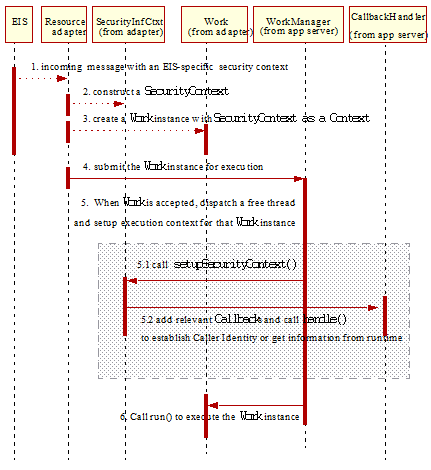 EIS
Resource
adapter
SecurityInfCtxt
(from adapter)
Work
(from adapter)
WorkManager
(from app server)
CallbackHandler
(from app server)
1. incoming message with an EIS-specific security context
2. construct a SecurityContext
3. create a Work instance with SecurityContext as a Context
4. submit the Work instance for execution
5. When Work is accepted, dispatch a free thread
and setup execution context for that Work instance
5.1 call setupSecurityContext()
5.2 add relevant Callbacks and call handle()
to establish Caller Identity or get information from runtime
6. Call run() to execute the Work instance